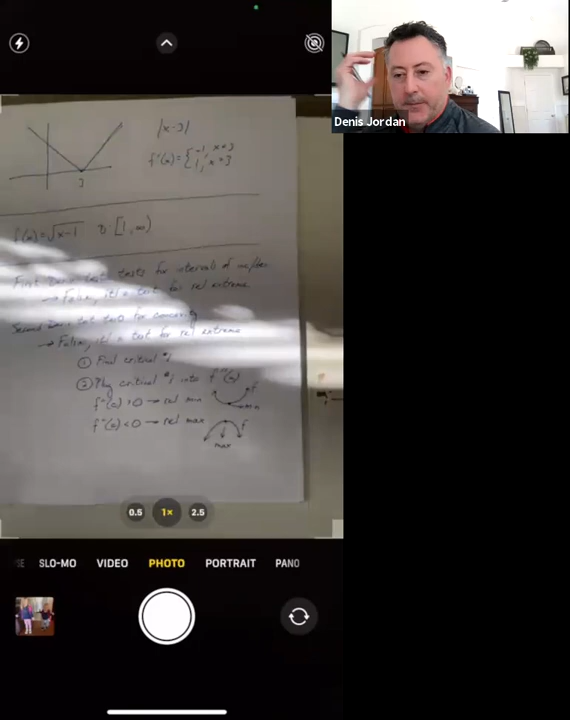 Denis Jordan
|x-3|
f'(x) = { -1, x<3
1, x>3
3
f(x) = √x-1 D: [1, ∞)
First Deriv test: tests for intervals of inc/dec
→ False, it's a test for rel extrema
Second Deriv test: tests for concavity
→ False, it's a test for rel extrema
① Find critical #'s
② Plug critical #'s into f''(x)
f''(c) > 0 → rel min
f
min
f''(c) < 0 → rel max
f
max
0.5 1× 2.5
SLO-MO VIDEO PHOTO PORTRAIT PANO